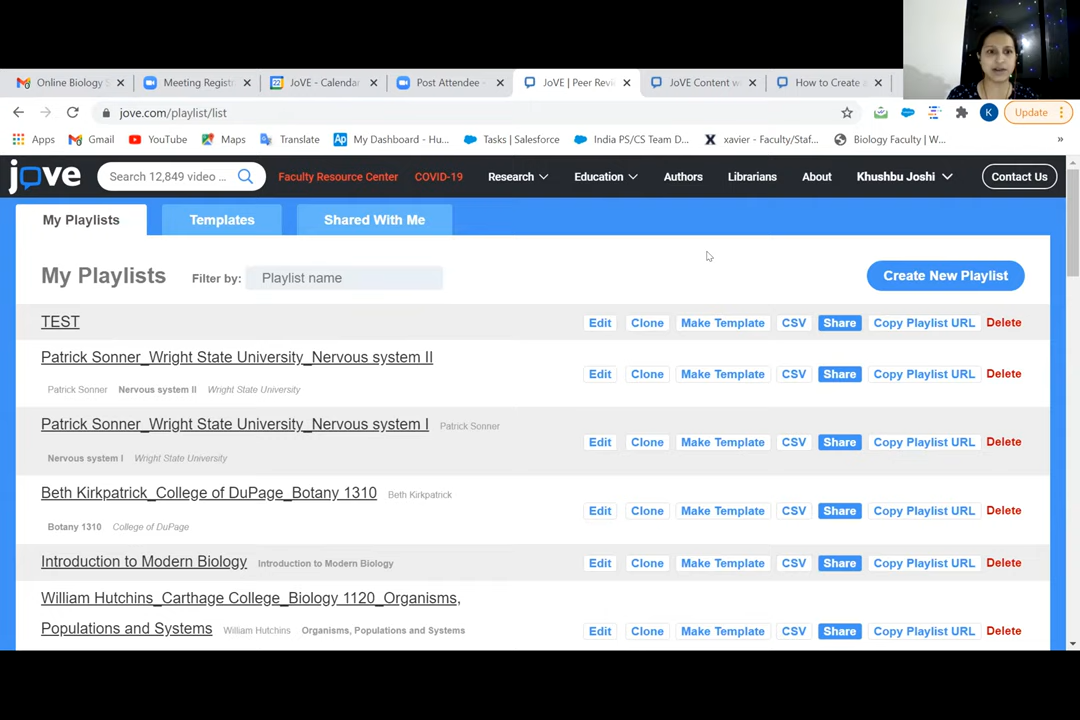 Online Biology
Meeting Registr
JoVE - Calendar
Post Attendee -
JoVE | Peer Revi
JoVE Content w
How to Create
jove.com/playlist/list
K
Update
Apps
Gmail
YouTube
Maps
Translate
My Dashboard - Hu...
Tasks | Salesforce
India PS/CS Team D...
xavier - Faculty/Staf...
Biology Faculty | W...
»
jove
Search 12,849 video ...
Faculty Resource Center
COVID-19
Research
Education
Authors
Librarians
About
Khushbu Joshi
Contact Us
My Playlists
Templates
Shared With Me
My Playlists
Filter by:
Playlist name
Create New Playlist
TEST
Edit Clone Make Template CSV Share Copy Playlist URL Delete
Patrick Sonner_Wright State University_Nervous system II
Patrick Sonner Nervous system II Wright State University
Edit Clone Make Template CSV Share Copy Playlist URL Delete
Patrick Sonner_Wright State University_Nervous system I Patrick Sonner
Nervous system I Wright State University
Edit Clone Make Template CSV Share Copy Playlist URL Delete
Beth Kirkpatrick_College of DuPage_Botany 1310 Beth Kirkpatrick
Botany 1310 College of DuPage
Edit Clone Make Template CSV Share Copy Playlist URL Delete
Introduction to Modern Biology Introduction to Modern Biology
Edit Clone Make Template CSV Share Copy Playlist URL Delete
William Hutchins_Carthage College_Biology 1120_Organisms,
Populations and Systems William Hutchins Organisms, Populations and Systems
Edit Clone Make Template CSV Share Copy Playlist URL Delete